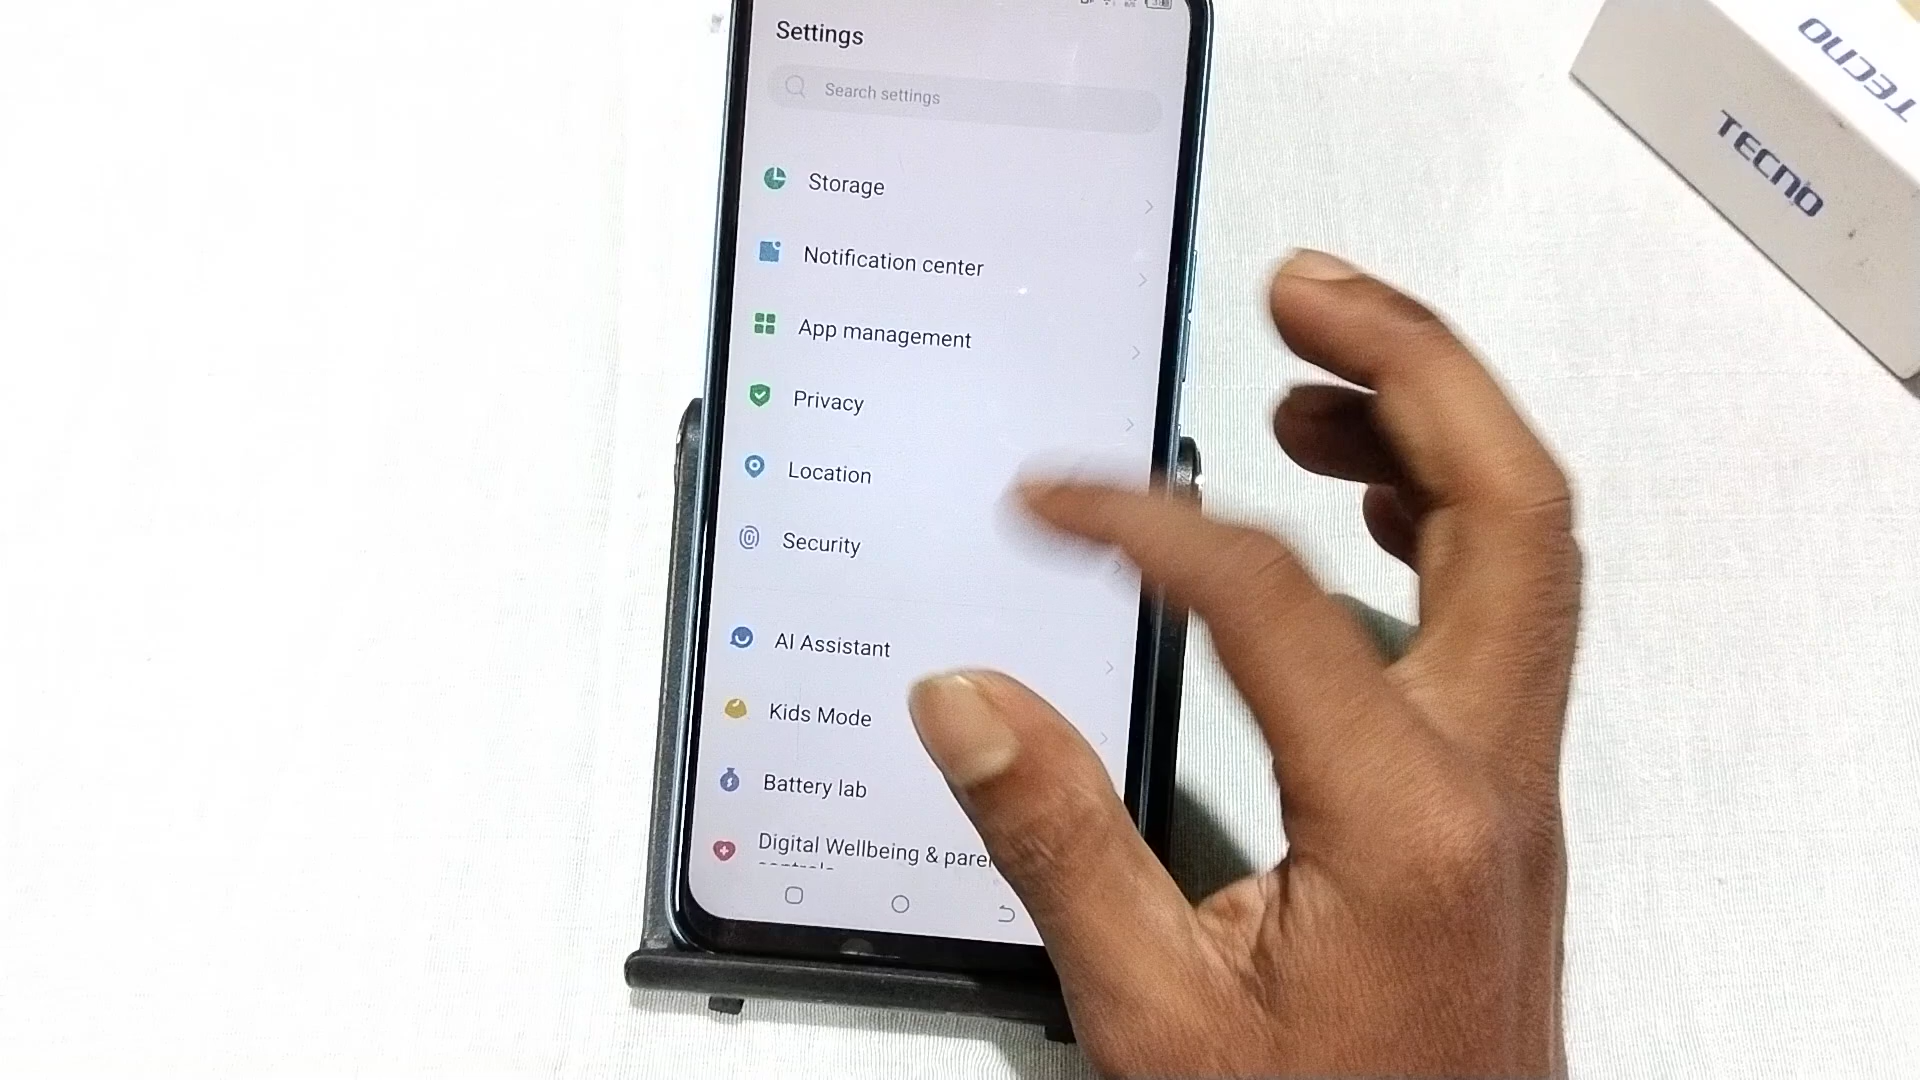 Settings
Search settings
Storage
Notification center
App management
Privacy
Location
Security
AI Assistant
Kids Mode
Battery lab
Digital Wellbeing &
TECNO
TECNO